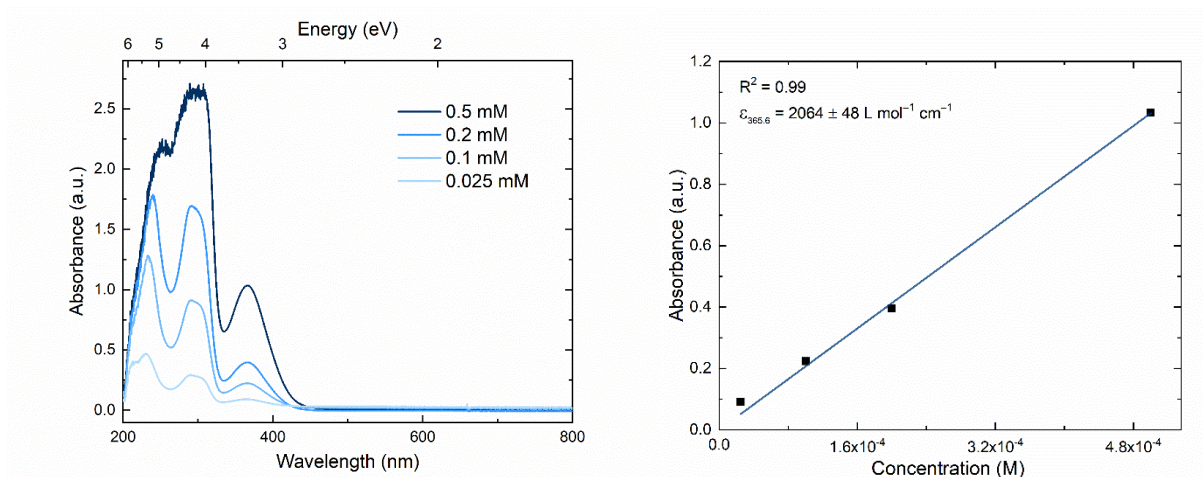 Energy (eV)
6 5 4 3 2
Absorbance (a.u.)
2.5
2.0
1.5
1.0
0.5
0.0
0.5 mM
0.2 mM
0.1 mM
0.025 mM
200 400 600 800
Wavelength (nm)
Absorbance (a.u.)
1.2
1.0
0.8
0.6
0.4
0.2
0.0
R² = 0.99
ε₃₆₅.₆ = 2064 ± 48 L mol⁻¹ cm⁻¹
0.0 1.6x10⁻⁴ 3.2x10⁻⁴ 4.8x10⁻⁴
Concentration (M)